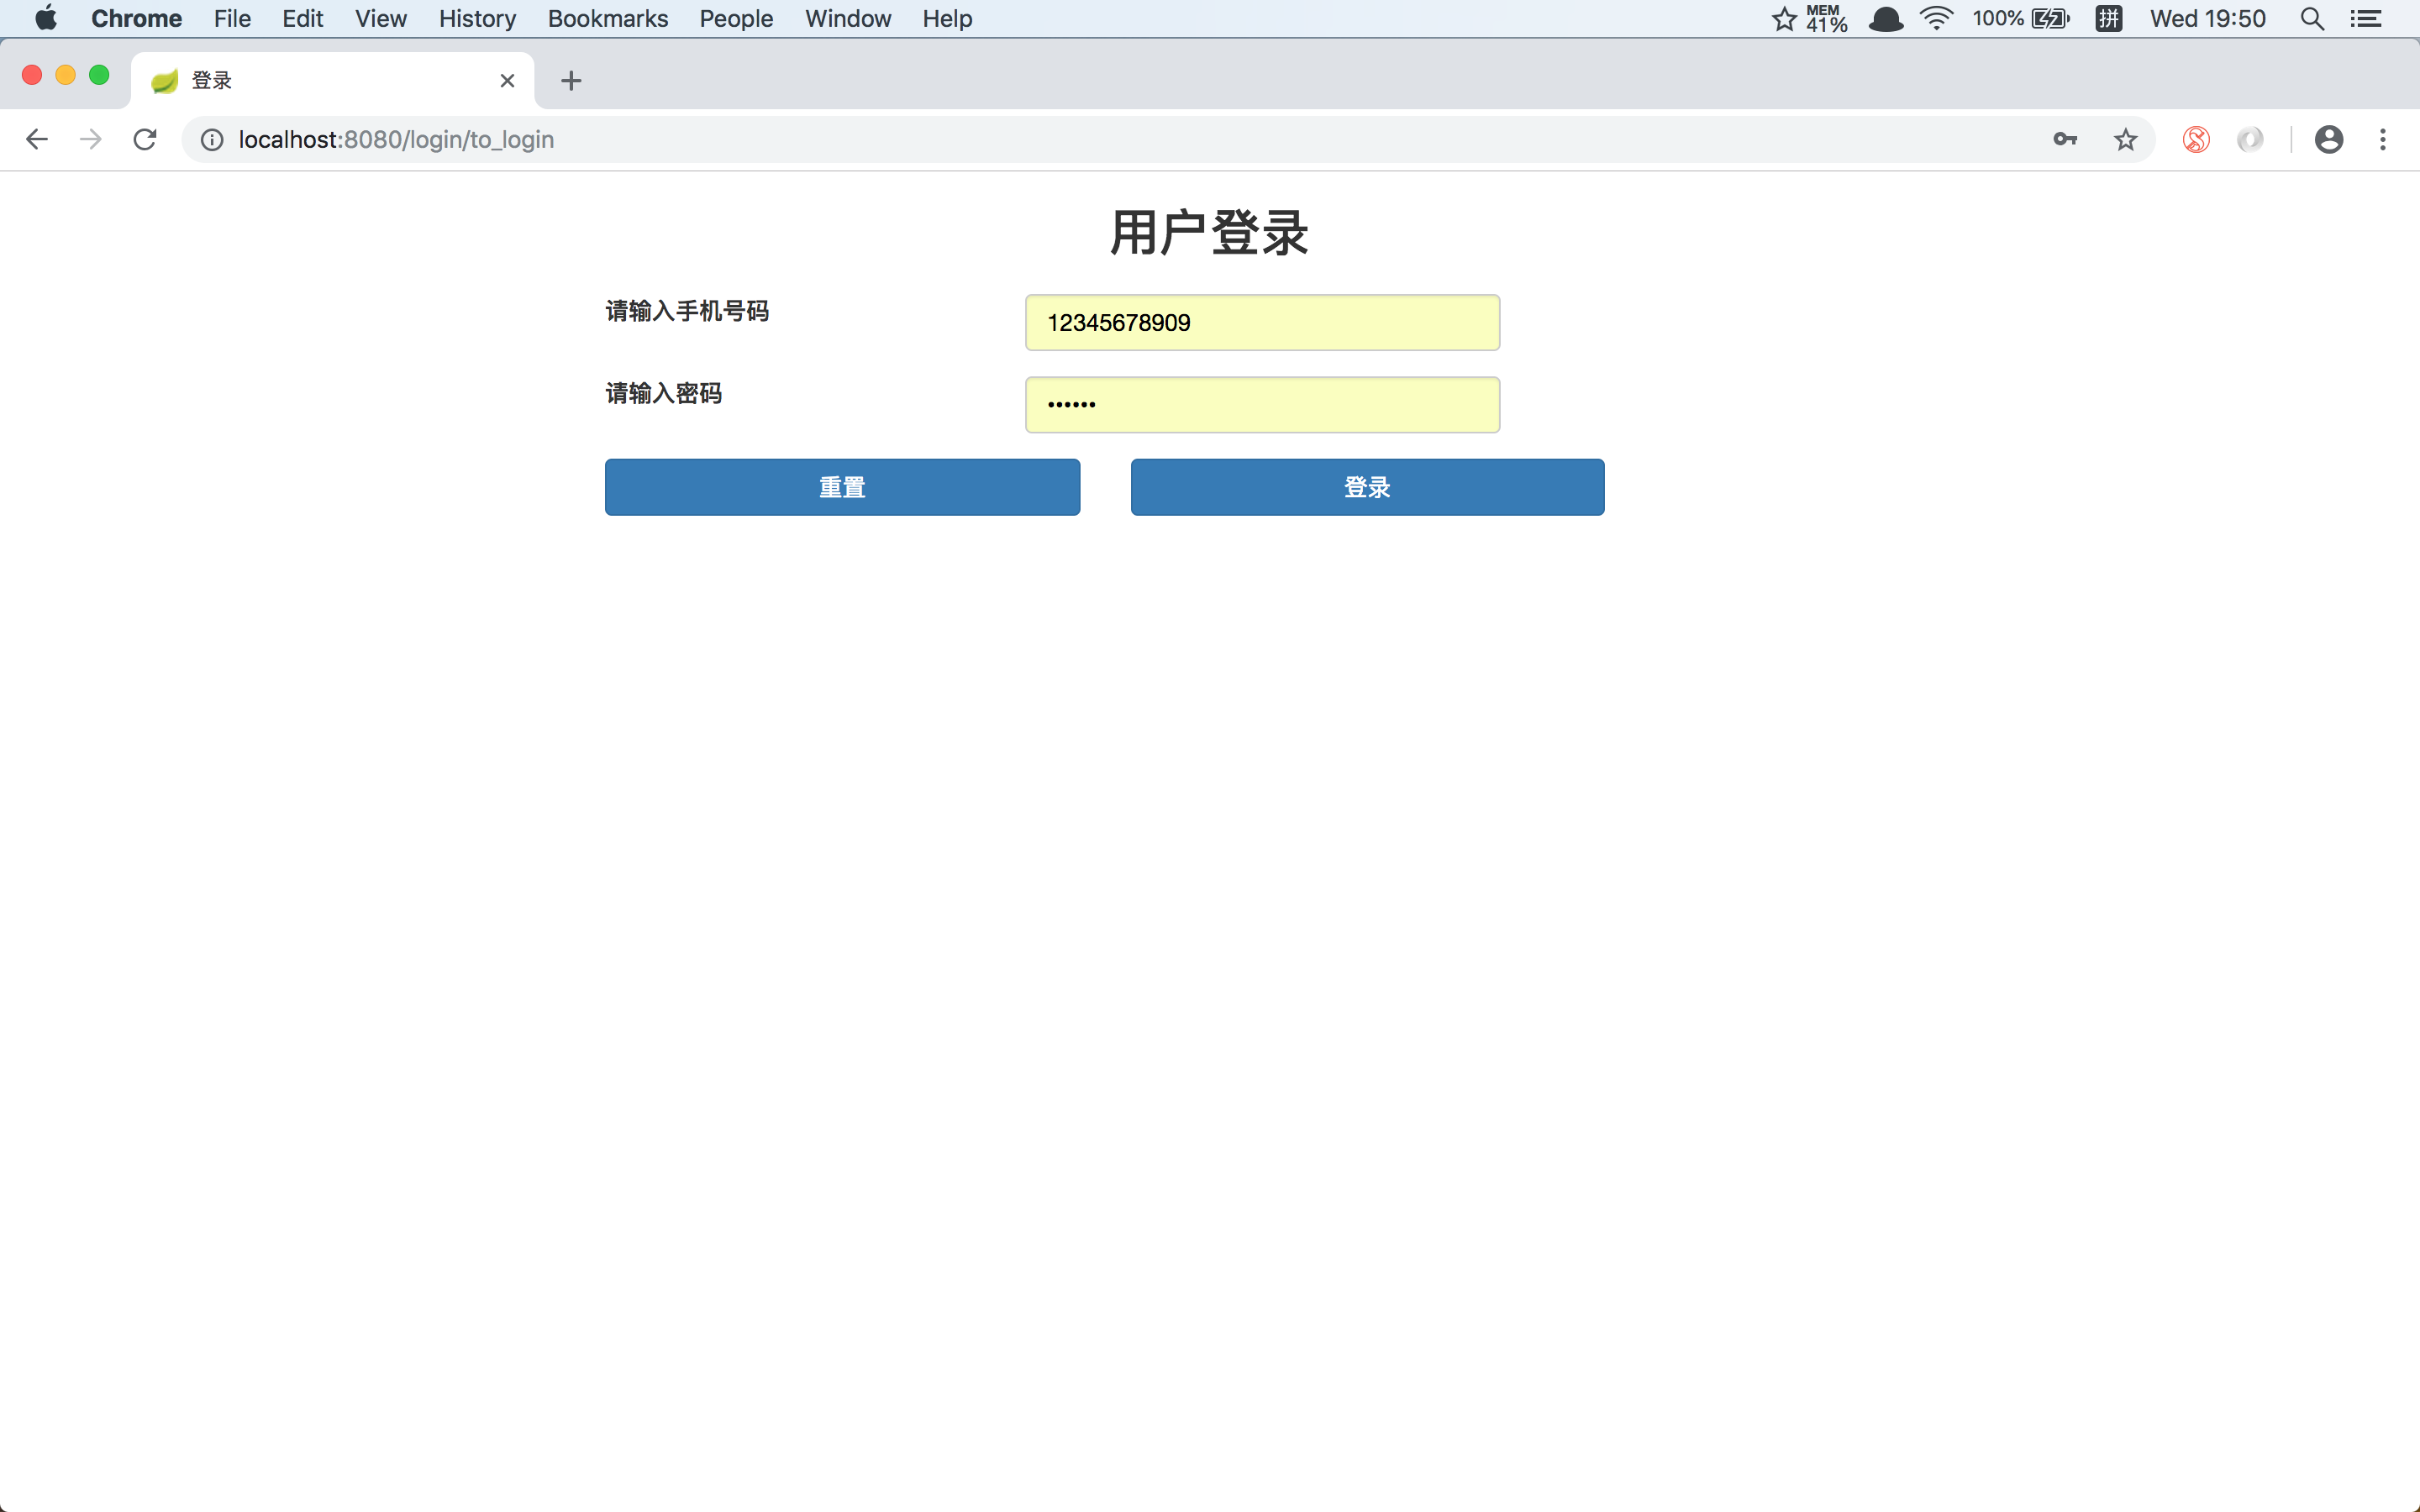 Chrome File Edit View History Bookmarks People Window Help MEM 41% 100% 拼 Wed 19:50
登录
localhost:8080/login/to_login
用户登录
请输入手机号码 12345678909
请输入密码 ••••••
重置 登录